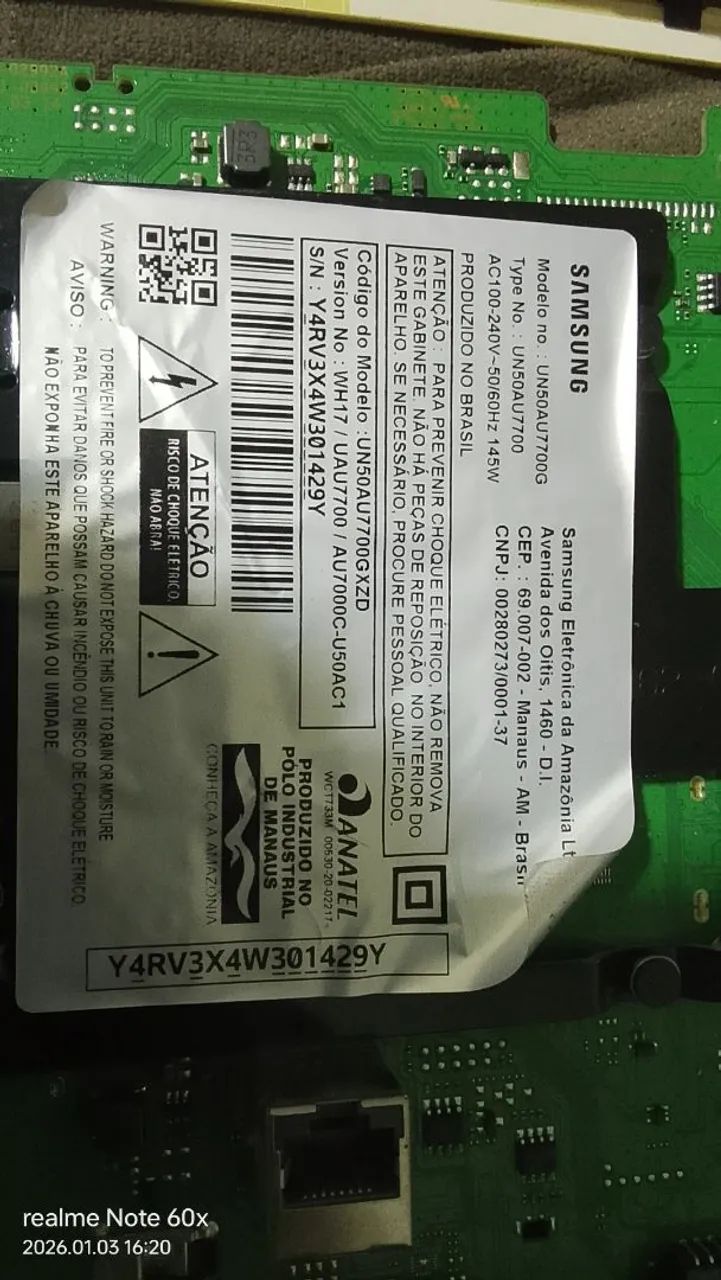 SAMSUNG
Modelo no. : UN50AU7700G
Type No. : UN50AU7700
AC100-240V~50/60Hz 145W
PRODUZIDO NO BRASIL
Samsung Eletrônica da Amazônia Lt
Avenida dos Oitis, 1460 - D.I.
CEP. : 69.007-002 - Manaus - AM - Brasil
CNPJ: 00280273/0001-37
ATENÇÃO : PARA PREVENIR CHOQUE ELÉTRICO, NÃO REMOVA
ESTE GABINETE. NÃO HÁ PEÇAS DE REPOSIÇÃO NO INTERIOR DO
APARELHO. SE NECESSÁRIO, PROCURE PESSOAL QUALIFICADO.
Código do Modelo :UN50AU7700GXZD
Version No : WH17 / UAU7700 / AU7000C-U50AC1
S/N : Y4RV3X4W301429Y
ANATEL
WCT733M 00530-20-02217
PRODUZIDO NO
PÓLO INDUSTRIAL
DE MANAUS
CONHEÇA A AMAZÔNIA
ATENÇÃO
RISCO DE CHOQUE ELÉTRICO.
NÃO ABRA!
WARNING : TO PREVENT FIRE OR SHOCK HAZARD DO NOT EXPOSE THIS UNIT TO RAIN OR MOISTURE
AVISO : PARA EVITAR DANOS QUE POSSAM CAUSAR INCÊNDIO OU RISCO DE CHOQUE ELÉTRICO,
NÃO EXPONHA ESTE APARELHO À CHUVA OU UMIDADE
Y4RV3X4W301429Y
realme Note 60x
2026.01.03 16:20